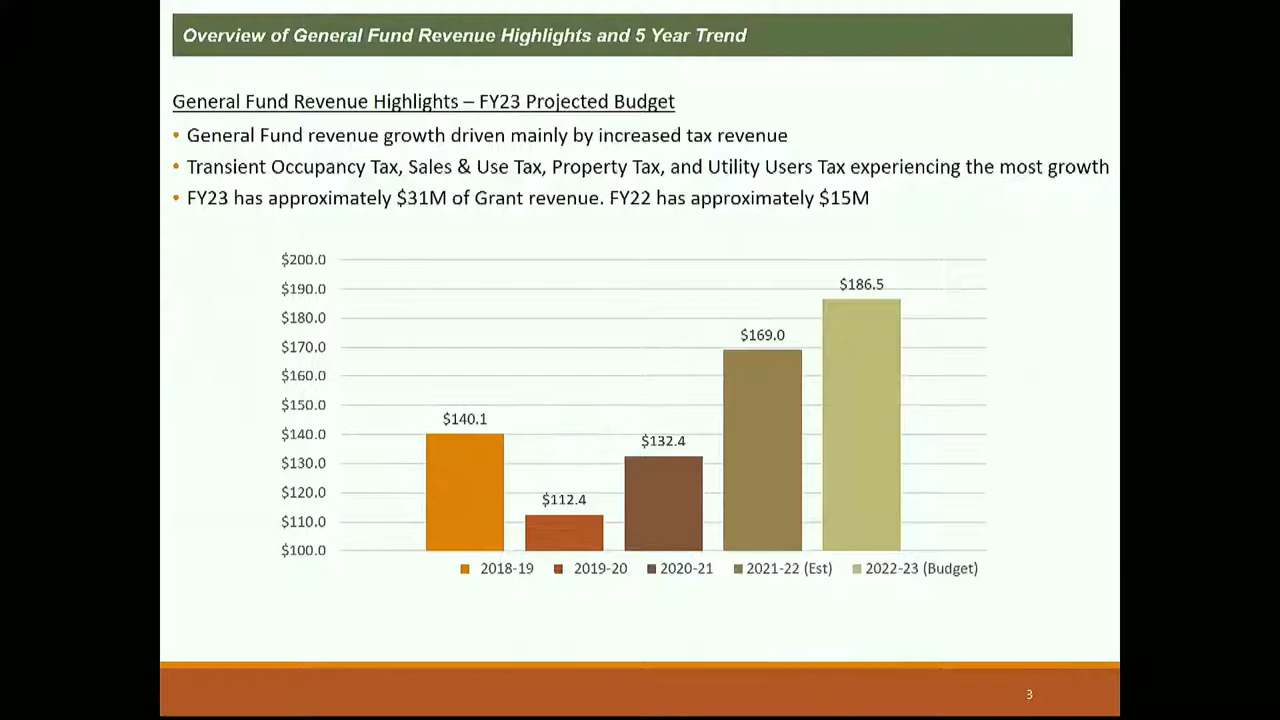 Overview of General Fund Revenue Highlights and 5 Year Trend
General Fund Revenue Highlights – FY23 Projected Budget
• General Fund revenue growth driven mainly by increased tax revenue
• Transient Occupancy Tax, Sales & Use Tax, Property Tax, and Utility Users Tax experiencing the most growth
• FY23 has approximately $31M of Grant revenue. FY22 has approximately $15M
$200.0
$190.0
$180.0
$170.0
$160.0
$150.0
$140.0
$130.0
$120.0
$110.0
$100.0
$140.1
$112.4
$132.4
$169.0
$186.5
2018-19 2019-20 2020-21 2021-22 (Est) 2022-23 (Budget)
3